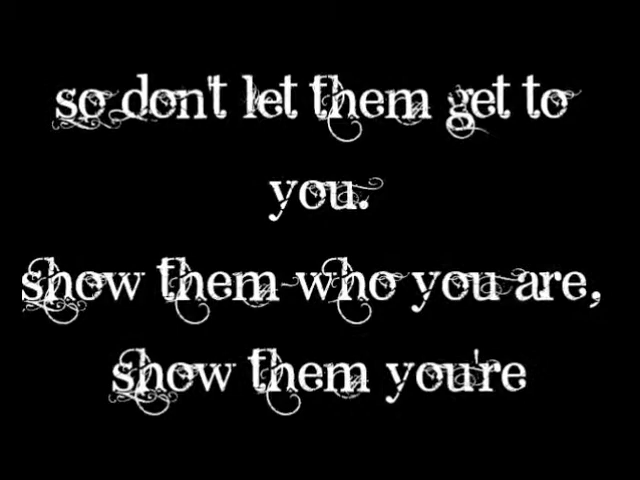 so don't let them get to
you.
show them who you are,
show them you're